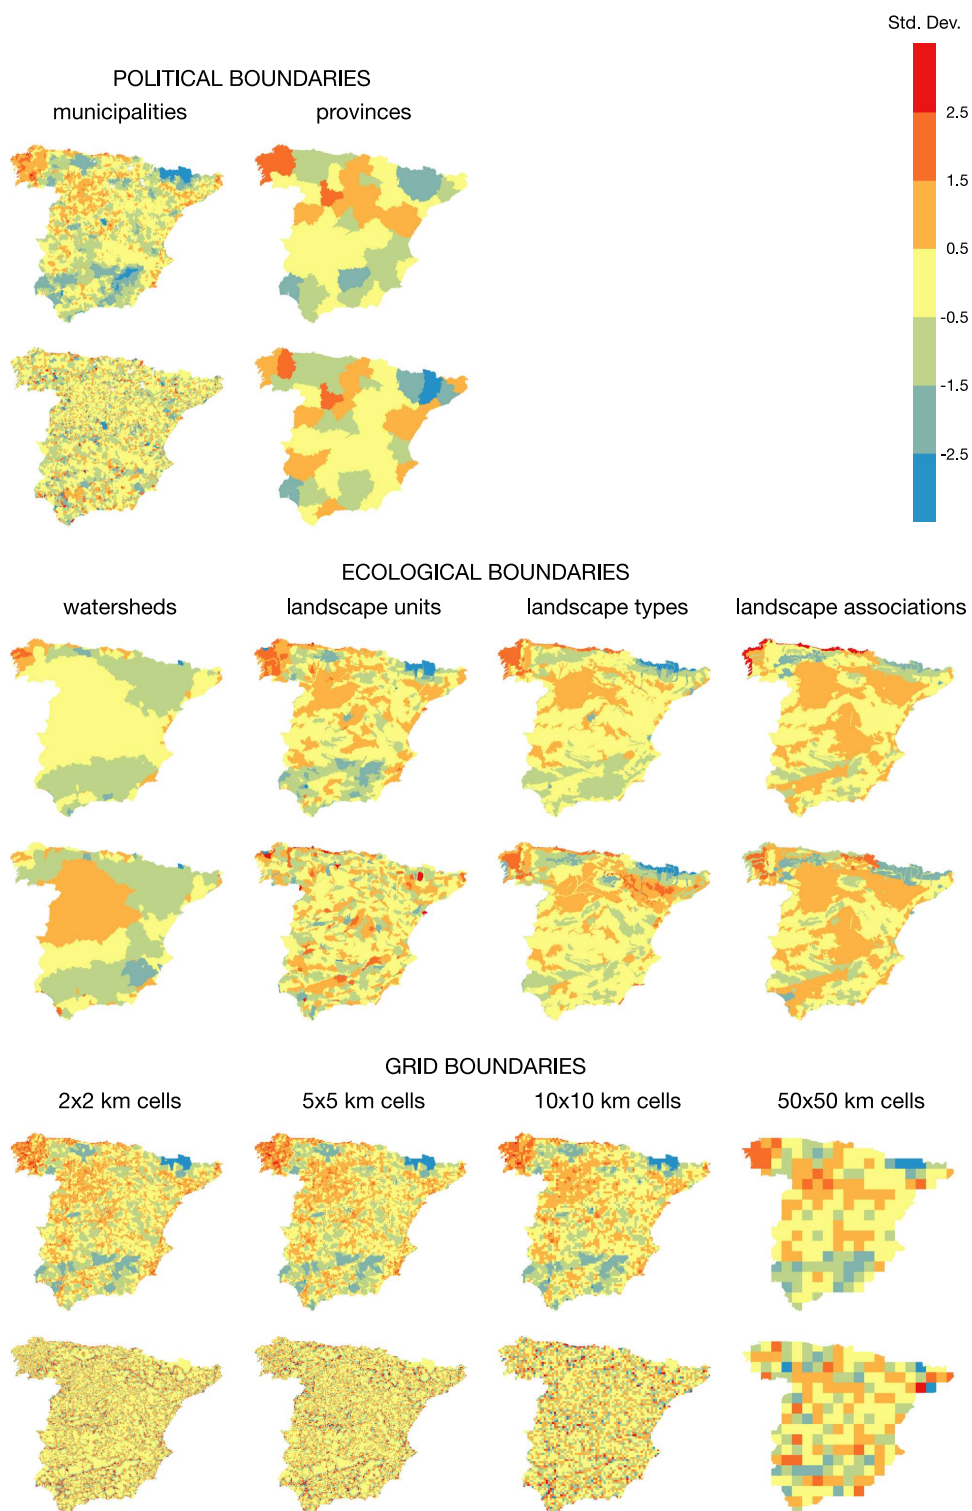 Std. Dev.
2.5
1.5
0.5
-0.5
-1.5
-2.5
POLITICAL BOUNDARIES
municipalities provinces
ECOLOGICAL BOUNDARIES
watersheds landscape units landscape types landscape associations
GRID BOUNDARIES
2x2 km cells 5x5 km cells 10x10 km cells 50x50 km cells